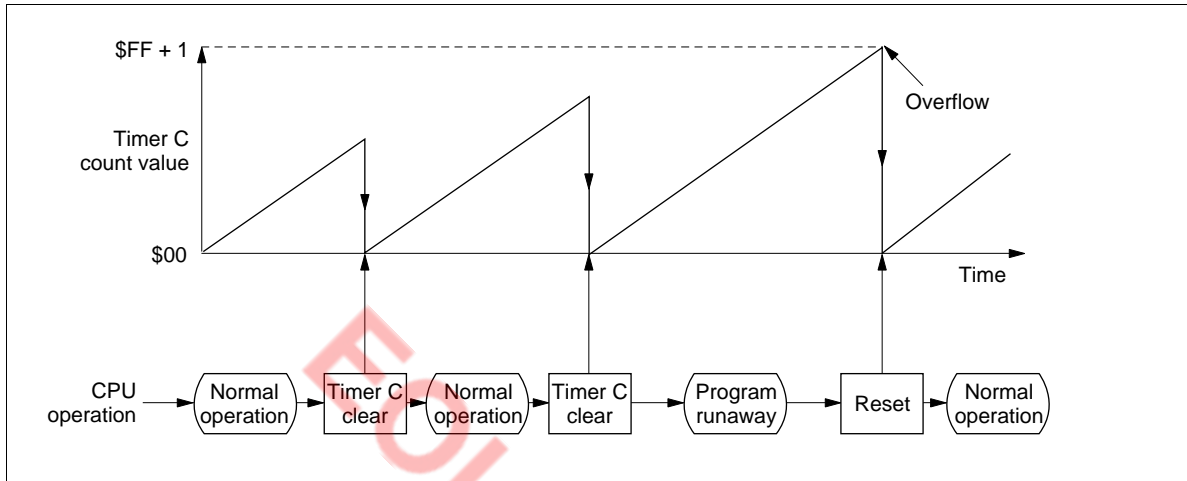 $FF + 1
Overflow
Timer C
count value
$00
Time
CPU
operation
Normal
operation
Timer C
clear
Normal
operation
Timer C
clear
Program
runaway
Reset
Normal
operation